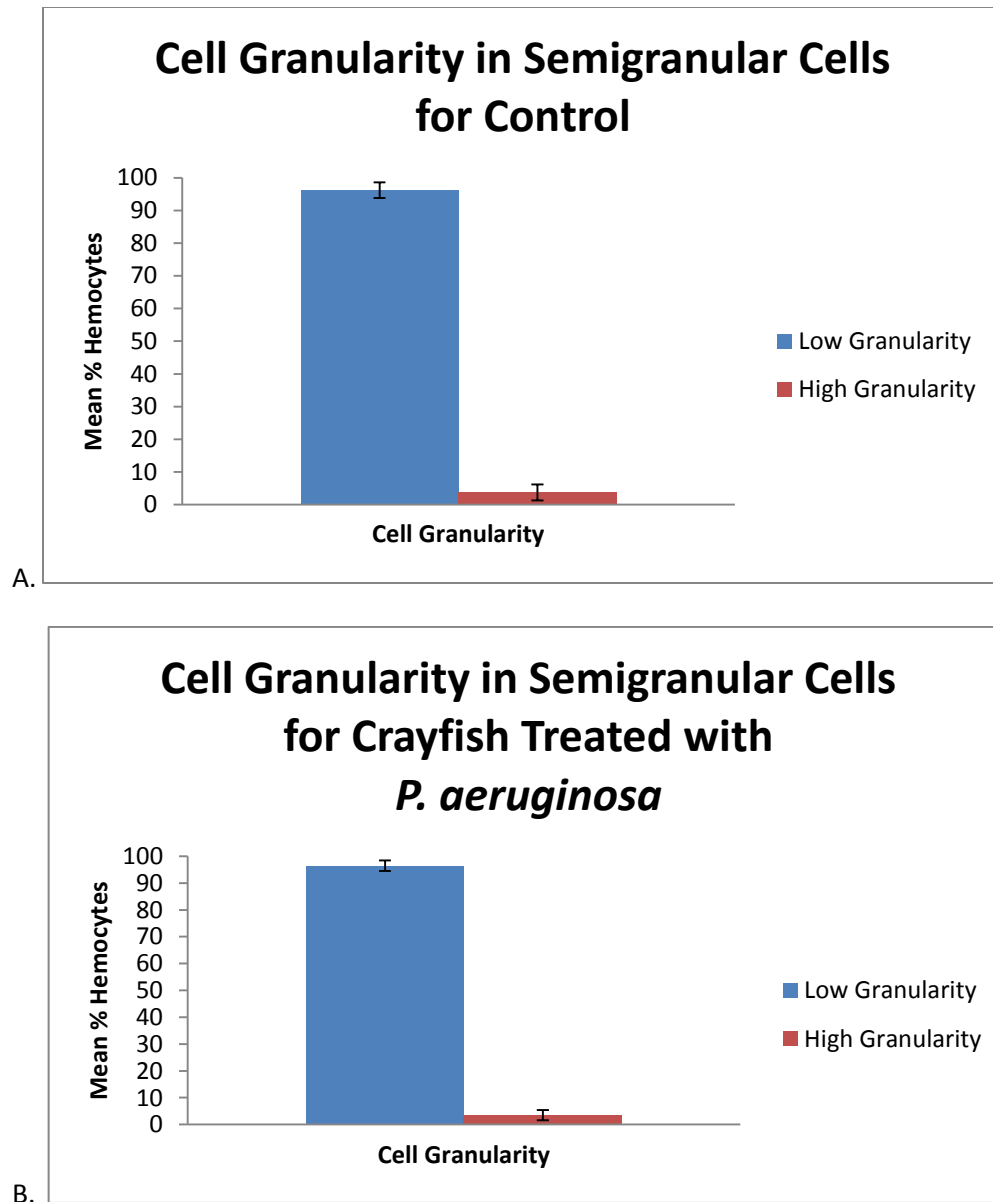 Cell Granularity in Semigranular Cells
for Control
100
90
80
70
60
50
40
30
20
10
0
Mean % Hemocytes
Cell Granularity
Low Granularity
High Granularity
A.
Cell Granularity in Semigranular Cells
for Crayfish Treated with
P. aeruginosa
100
90
80
70
60
50
40
30
20
10
0
Mean % Hemocytes
Cell Granularity
Low Granularity
High Granularity
B.